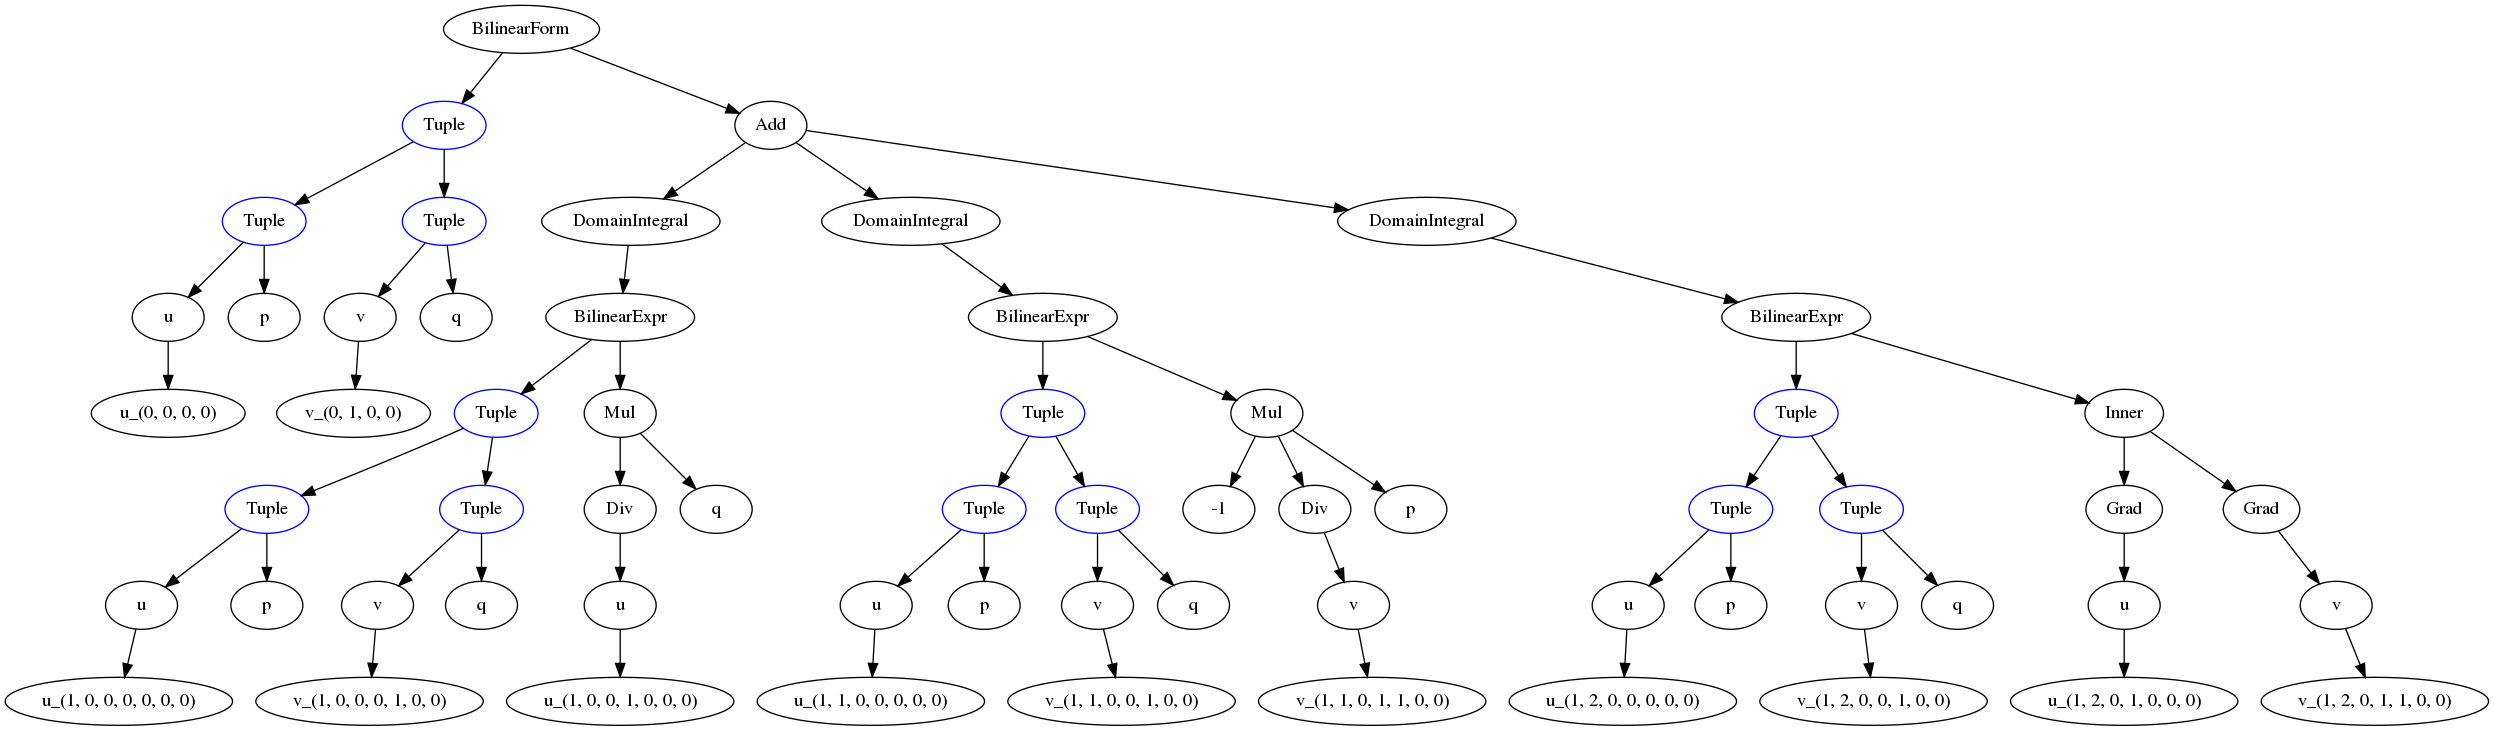 BilinearForm
Tuple
Add
Tuple
Tuple
DomainIntegral
DomainIntegral
DomainIntegral
u
p
v
q
BilinearExpr
BilinearExpr
BilinearExpr
u_(0, 0, 0, 0)
v_(0, 1, 0, 0)
Tuple
Mul
Tuple
Mul
Tuple
Inner
Tuple
Tuple
Div
q
Tuple
Tuple
-1
Div
p
Tuple
Tuple
Grad
Grad
u
p
v
q
u
u
p
v
q
v
u
p
v
q
u
v
u_(1, 0, 0, 0, 0, 0, 0)
v_(1, 0, 0, 0, 1, 0, 0)
u_(1, 0, 0, 1, 0, 0, 0)
u_(1, 1, 0, 0, 0, 0, 0)
v_(1, 1, 0, 0, 1, 0, 0)
v_(1, 1, 0, 1, 1, 0, 0)
u_(1, 2, 0, 0, 0, 0, 0)
v_(1, 2, 0, 0, 1, 0, 0)
u_(1, 2, 0, 1, 0, 0, 0)
v_(1, 2, 0, 1, 1, 0, 0)